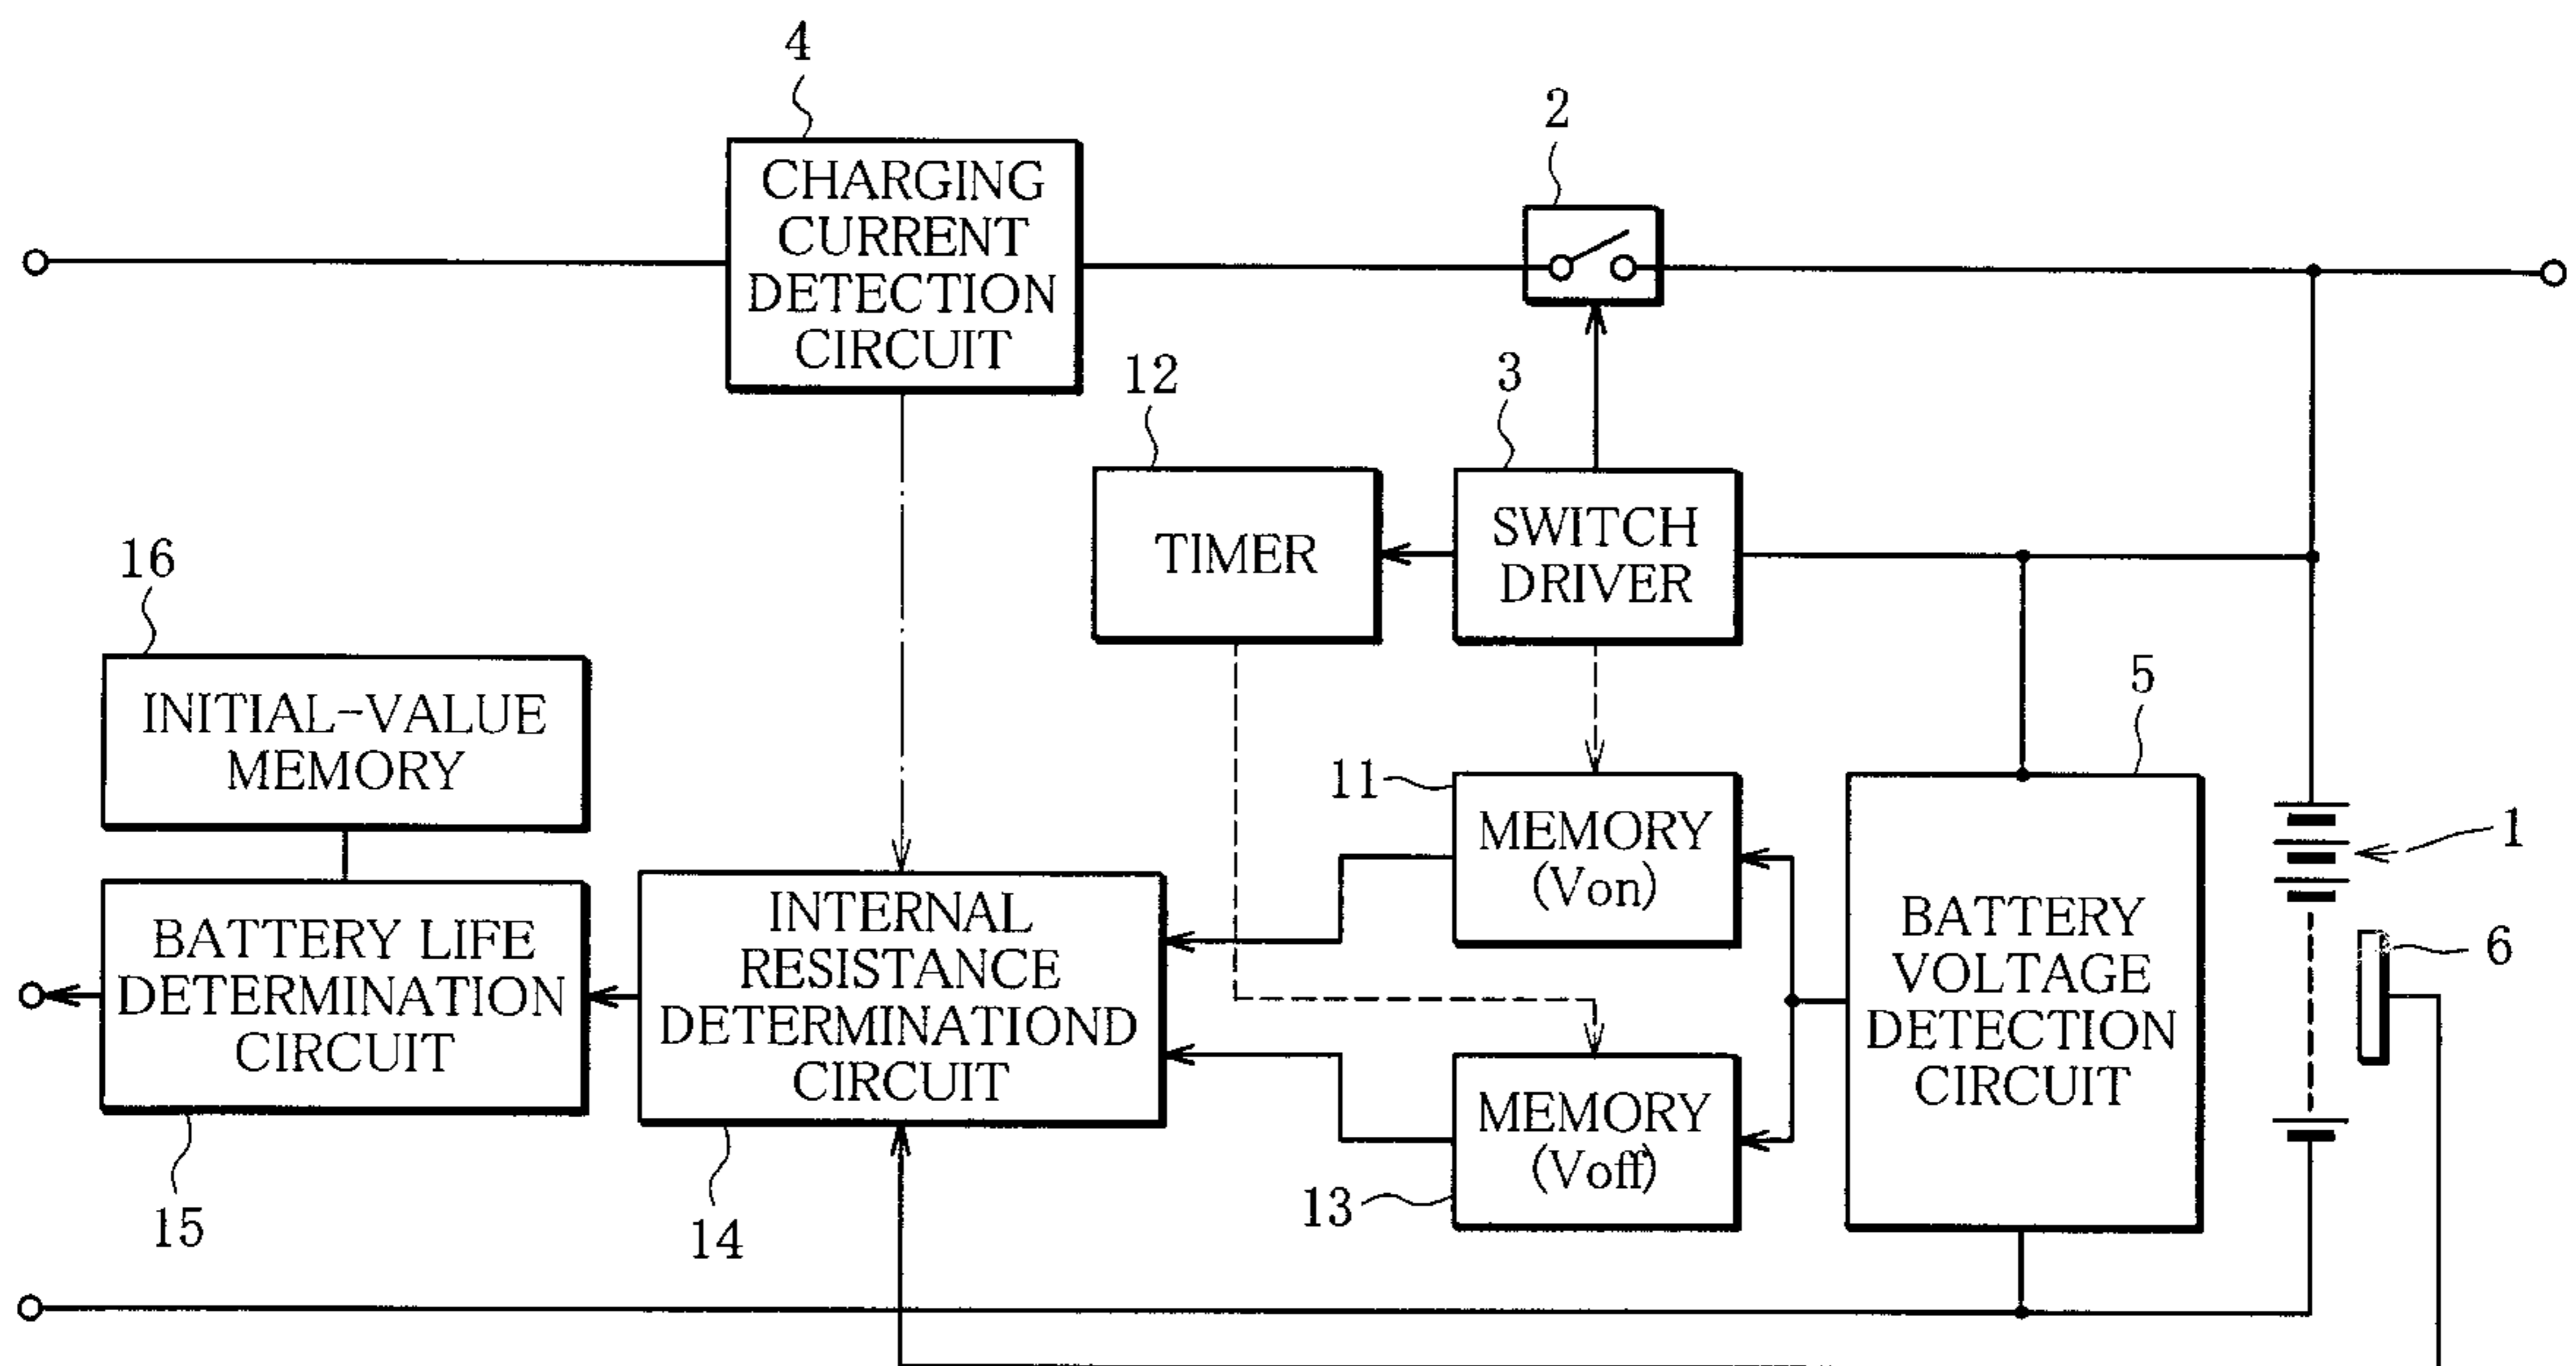 4
CHARGING
CURRENT
DETECTION
CIRCUIT
2
12
TIMER
3
SWITCH
DRIVER
16
INITIAL-VALUE
MEMORY
11
MEMORY
(Von)
5
BATTERY
VOLTAGE
DETECTION
CIRCUIT
1
6
BATTERY LIFE
DETERMINATION
CIRCUIT
15
INTERNAL
RESISTANCE
DETERMINATIOND
CIRCUIT
14
MEMORY
(Voff)
13